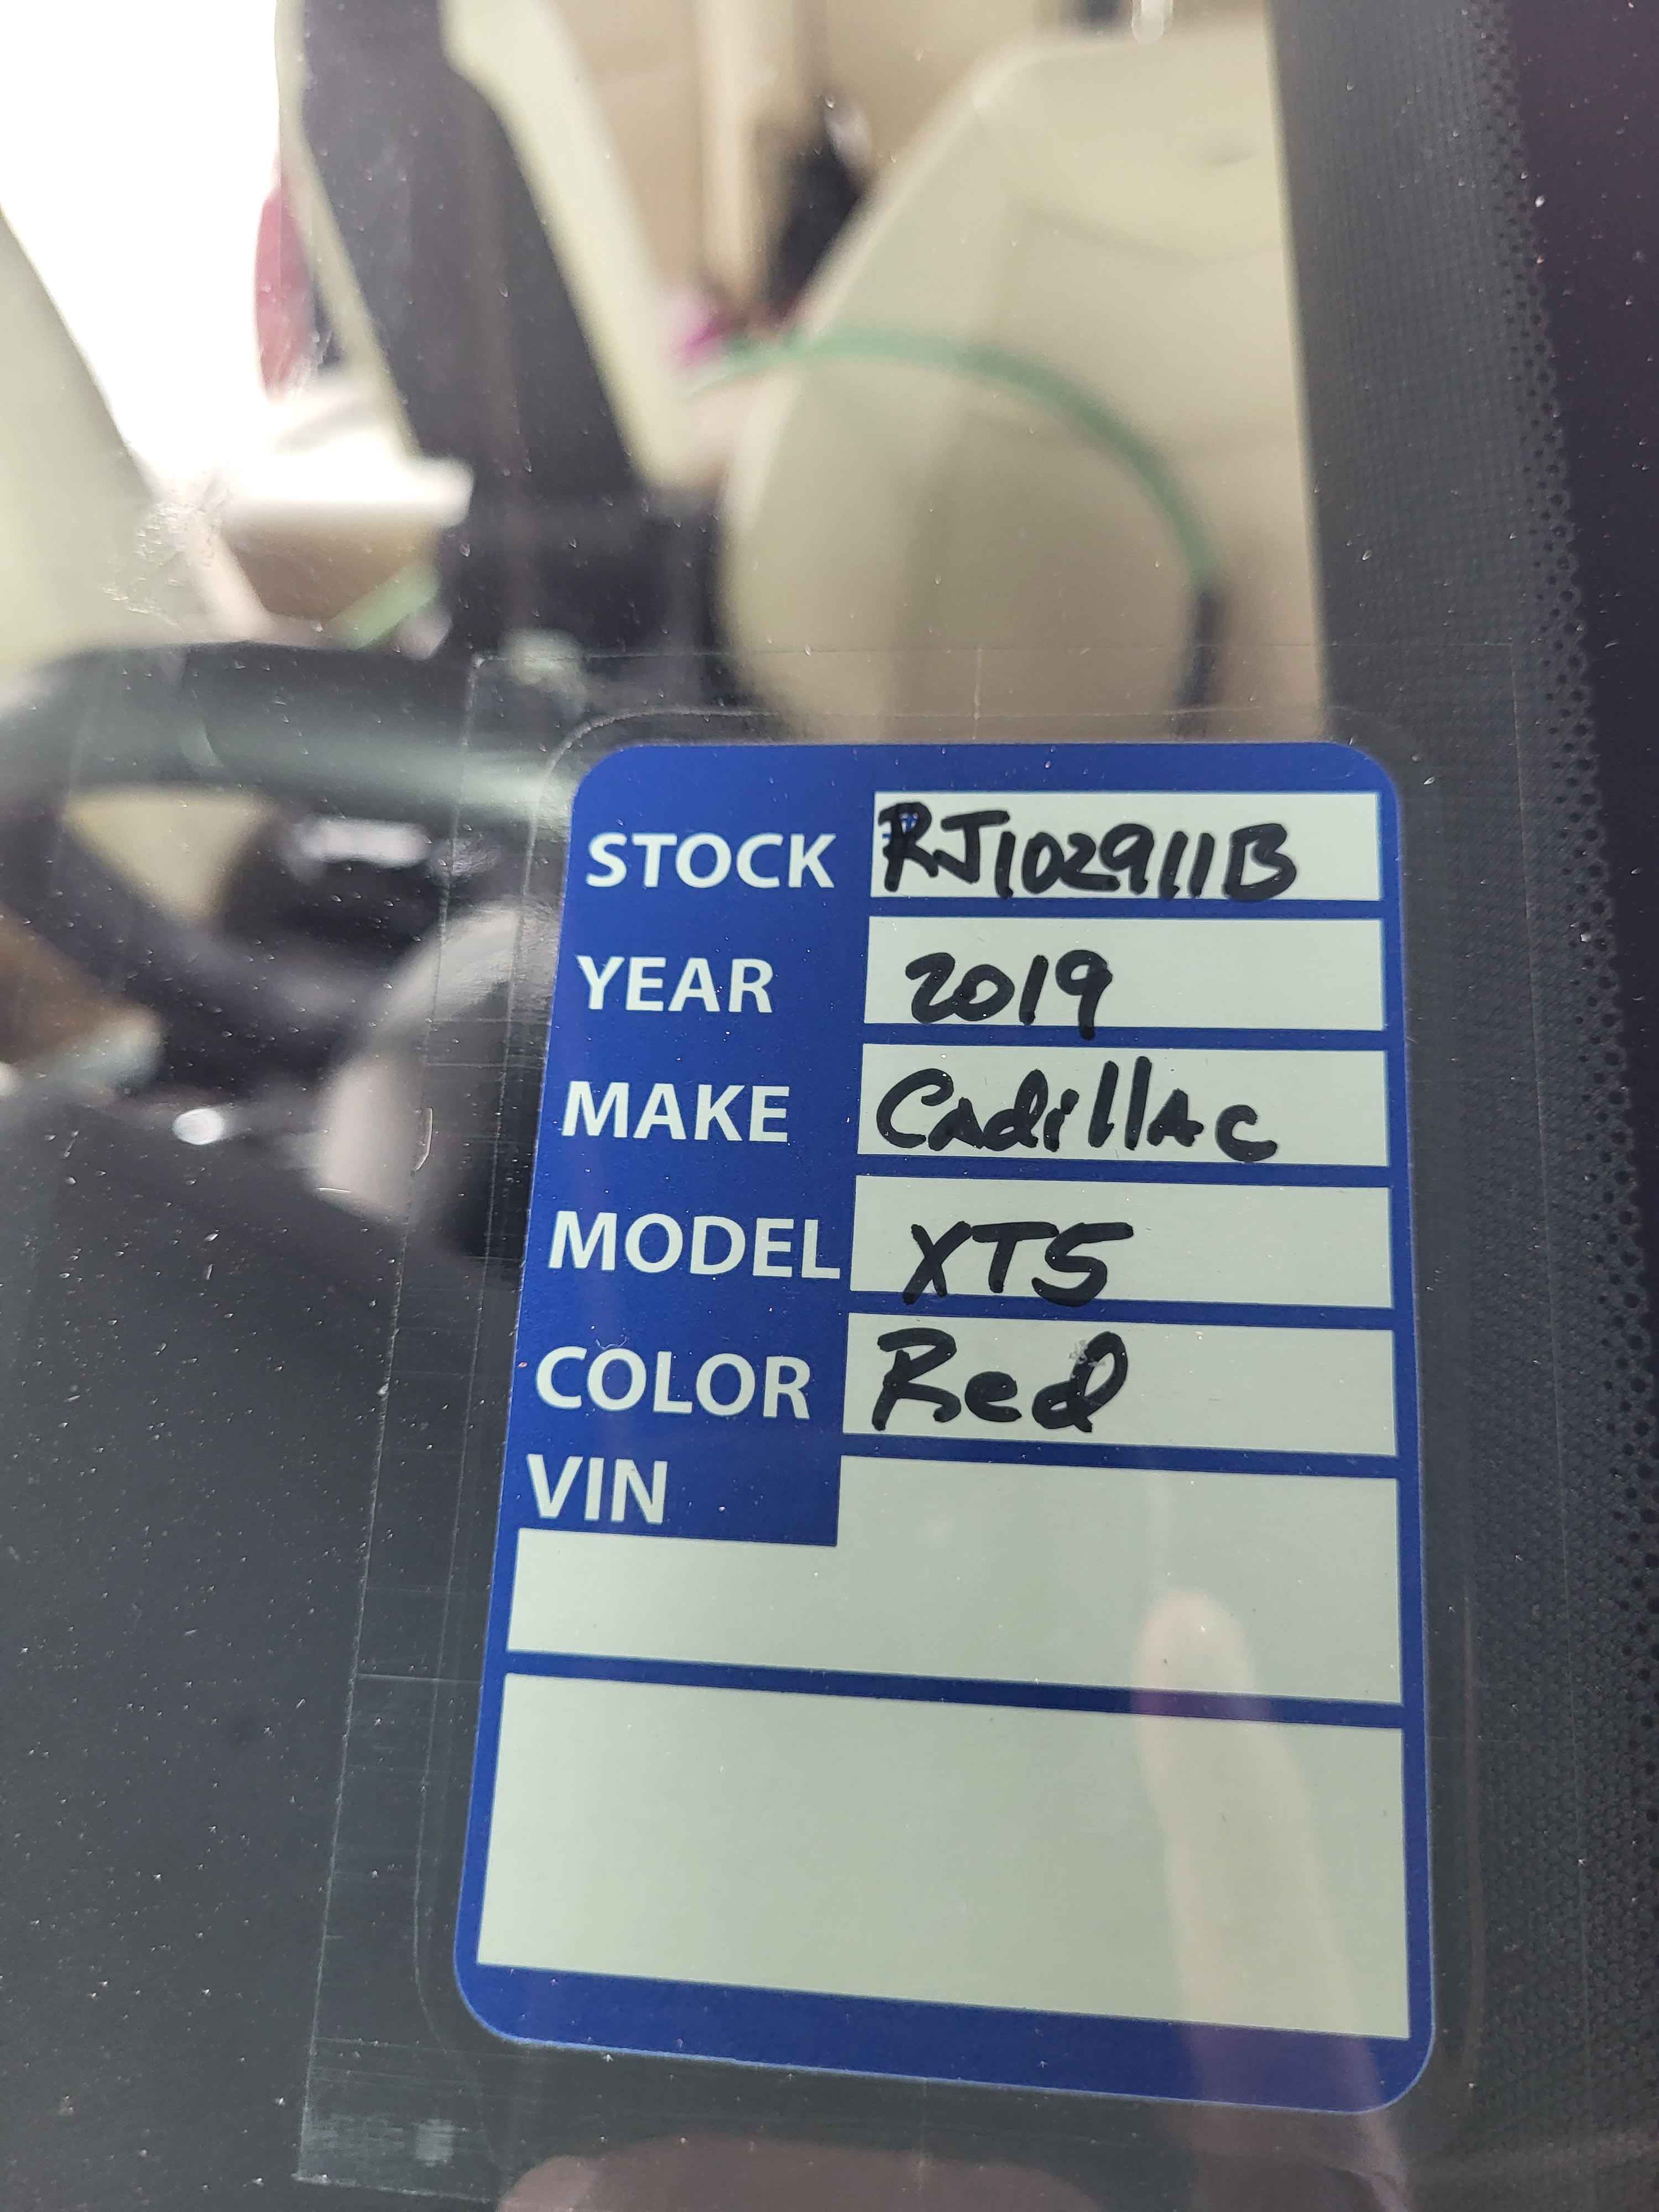 STOCK RJ102911B
YEAR 2019
MAKE Cadillac
MODEL XT5
COLOR Red
VIN